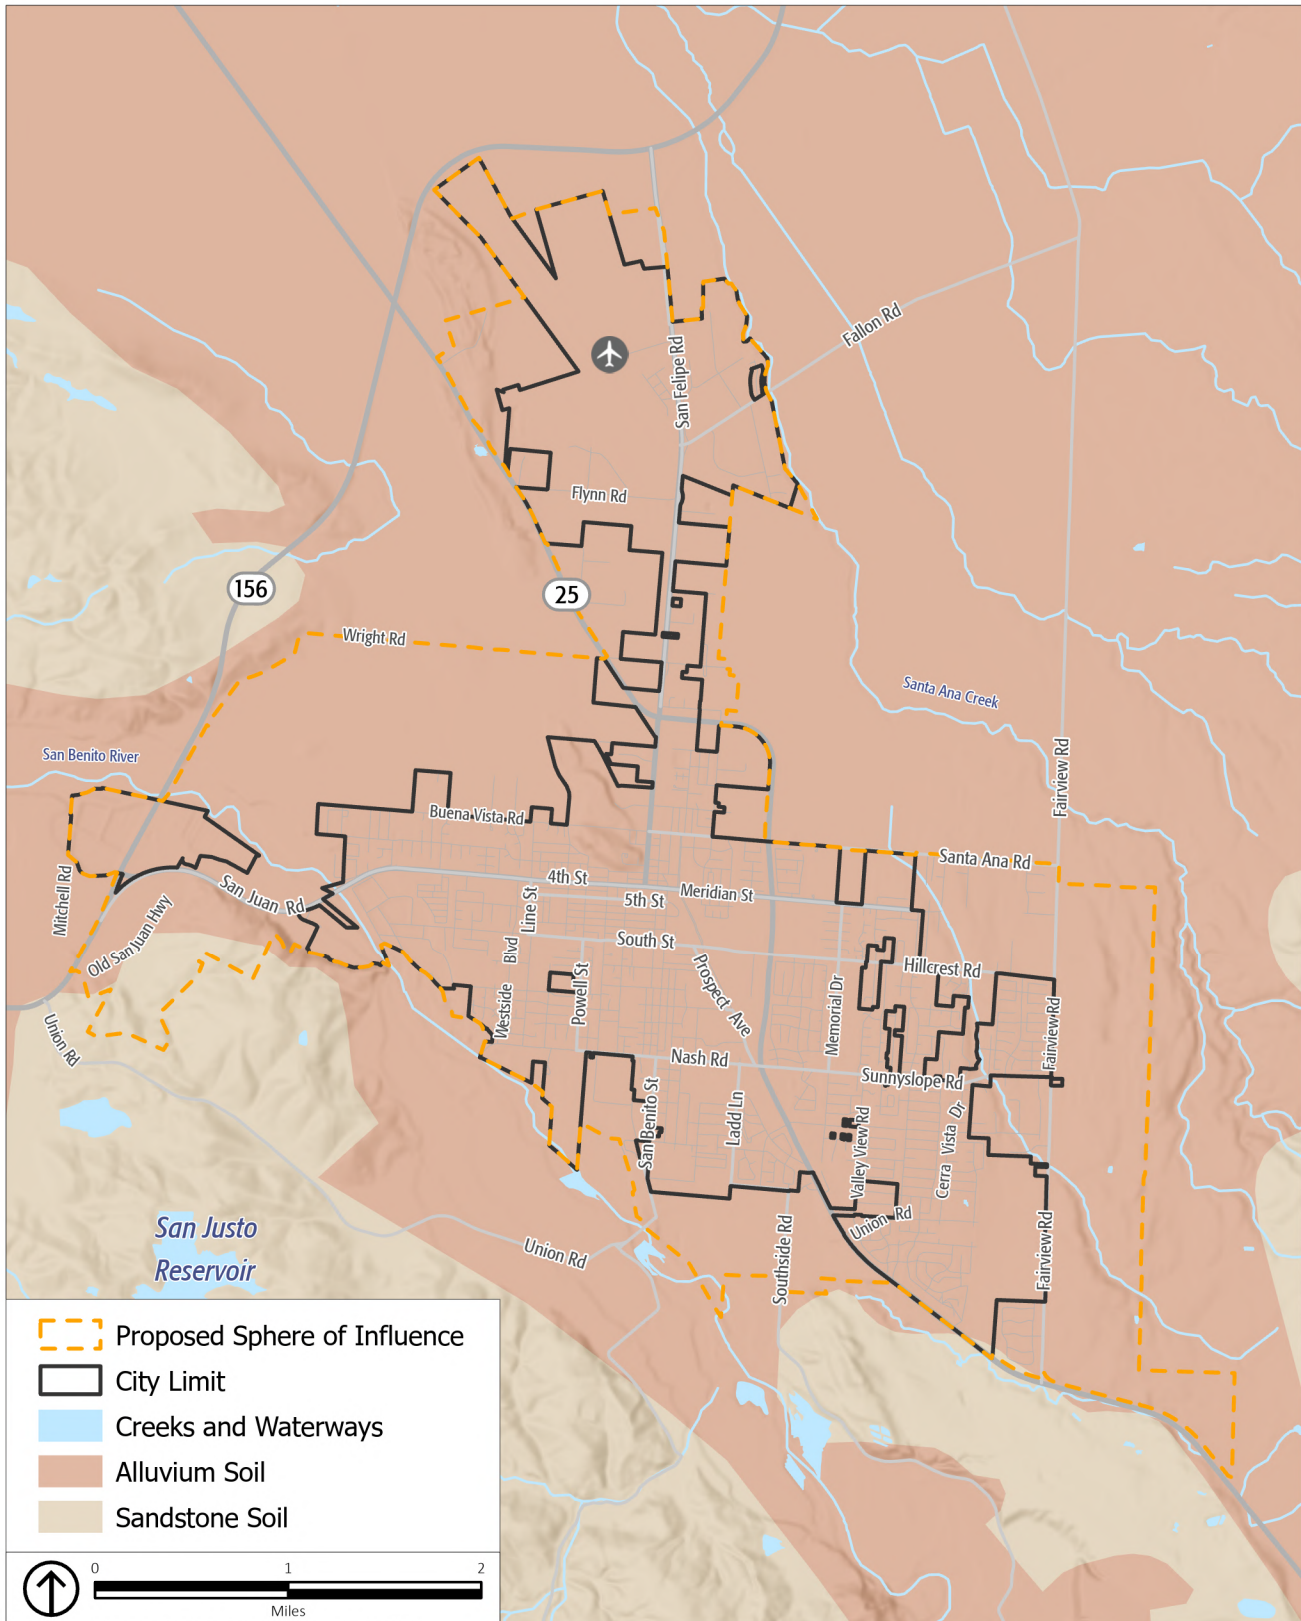 San Felipe Rd
Fallon Rd
Flynn Rd
156
25
Wright Rd
Santa Ana Creek
San Benito River
Fairview Rd
Buena Vista Rd
Santa Ana Rd
Mitchell Rd
San Juan Rd
4th St
Meridian St
5th St
Line St
Old San Juan Hwy
South St
Westside Blvd
Powell St
Prospect Ave
Hillcrest Rd
Memorial Dr
Union Rd
Fairview Rd
Nash Rd
Sunnyslope Rd
San Benito St
Ladd Ln
Valley View Rd
Cerra Vista Dr
San Justo
Reservoir
Union Rd
Union Rd
Southside Rd
Fairview Rd
Proposed Sphere of Influence
City Limit
Creeks and Waterways
Alluvium Soil
Sandstone Soil
0 1 2
Miles